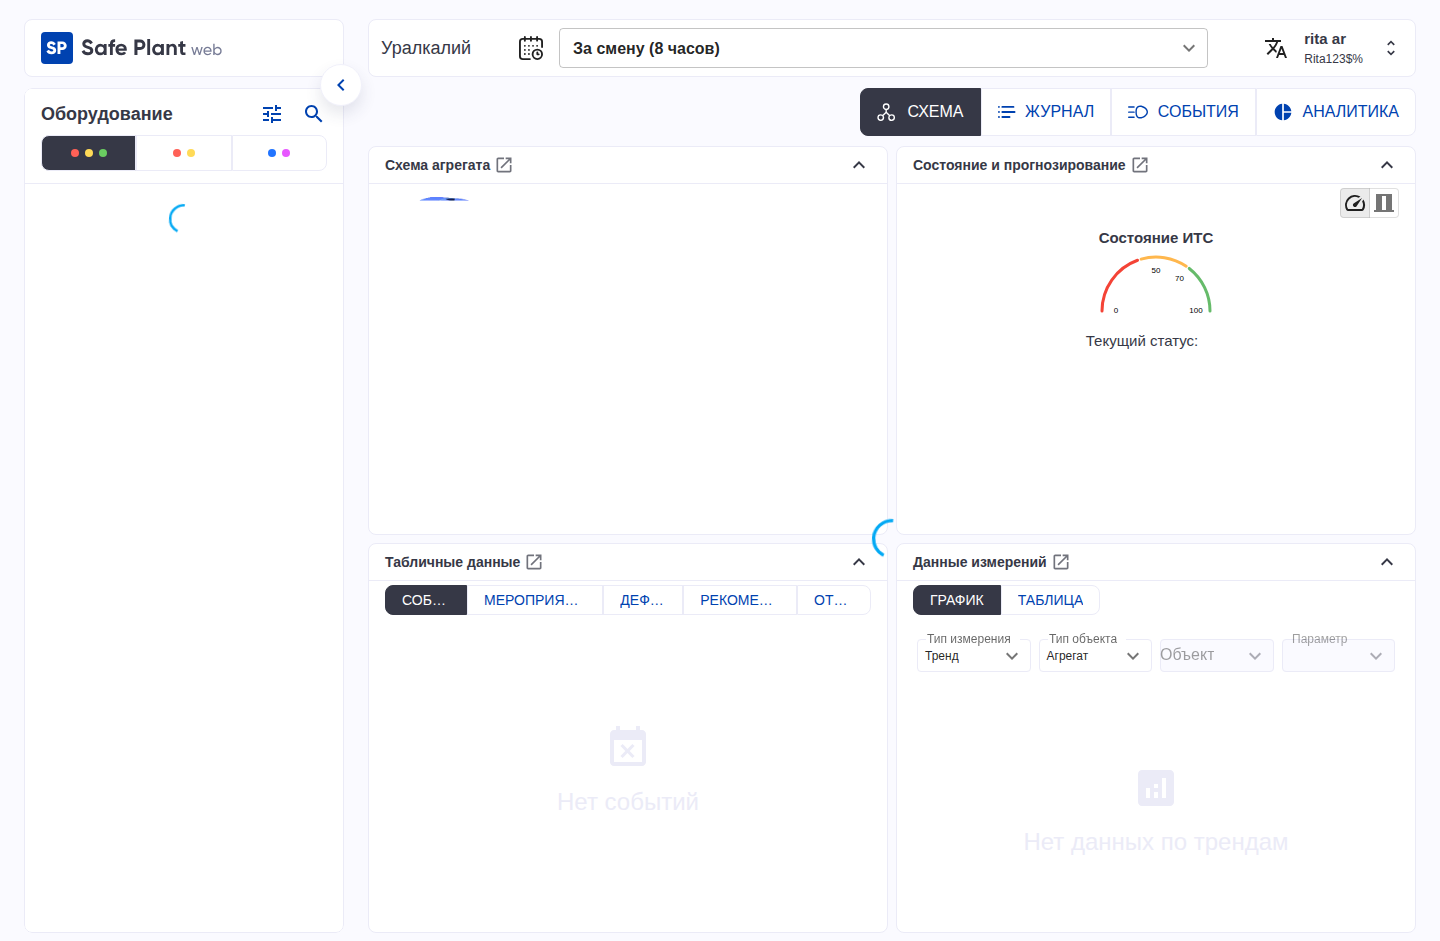 SP Safe Plant web
Уралкалий
За смену (8 часов)
rita ar
Rita123$%
Оборудование
СХЕМА
ЖУРНАЛ
СОБЫТИЯ
АНАЛИТИКА
Схема агрегата
Состояние и прогнозирование
Состояние ИТС
50
70
0
100
Текущий статус:
Табличные данные
СОБ...
МЕРОПРИЯ...
ДЕФ...
РЕКОМЕ...
ОТ...
Нет событий
Данные измерений
ГРАФИК
ТАБЛИЦА
Тип измерения
Тренд
Тип объекта
Агрегат
Объект
Параметр
Нет данных по трендам